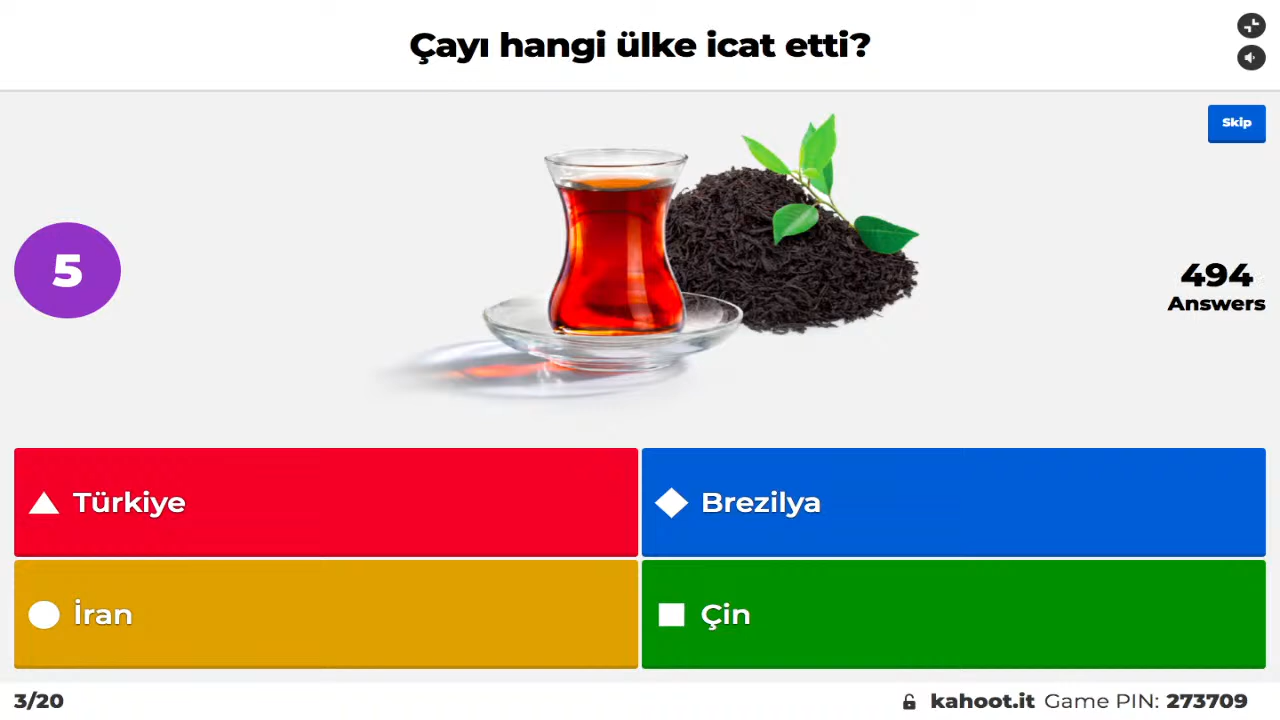 Çayı hangi ülke icat etti?
Skip
5
494
Answers
Türkiye
Brezilya
İran
Çin
3/20
kahoot.it Game PIN: 273709